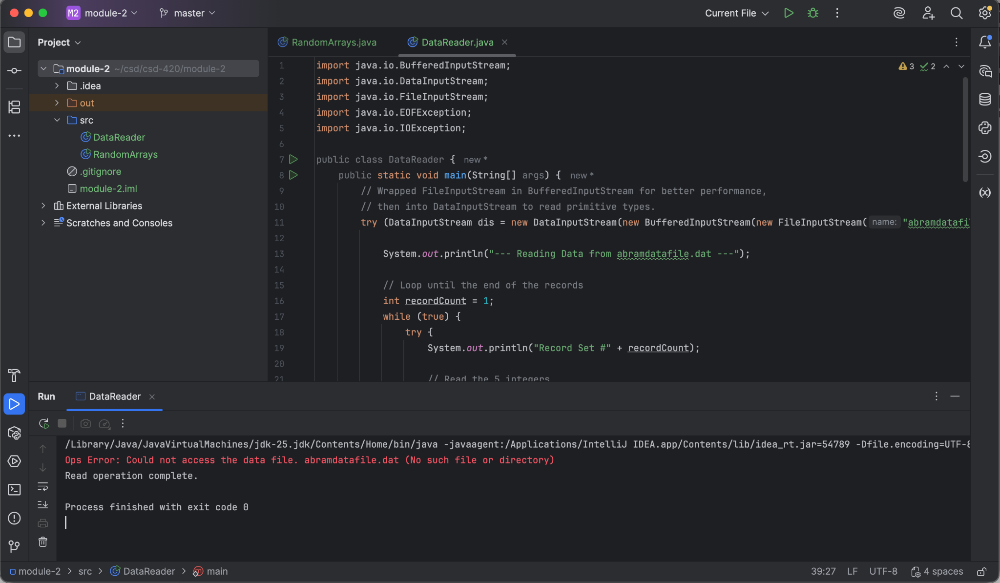 M2 module-2 master Current File
Project
module-2 ~/csd/csd-420/module-2
.idea
out
src
DataReader
RandomArrays
.gitignore
module-2.iml
External Libraries
Scratches and Consoles
RandomArrays.java DataReader.java
3 2
1 import java.io.BufferedInputStream;
2 import java.io.DataInputStream;
3 import java.io.FileInputStream;
4 import java.io.EOFException;
5 import java.io.IOException;
6
7 public class DataReader { new *
8 public static void main(String[] args) { new *
9 // Wrapped FileInputStream in BufferedInputStream for better performance,
10 // then into DataInputStream to read primitive types.
11 try (DataInputStream dis = new DataInputStream(new BufferedInputStream(new FileInputStream( name: "abramdatafi
12
13 System.out.println("--- Reading Data from abramdatafile.dat ---");
14
15 // Loop until the end of the records
16 int recordCount = 1;
17 while (true) {
18 try {
19 System.out.println("Record Set #" + recordCount);
20
21 // Read the 5 integers
Run DataReader
/Library/Java/JavaVirtualMachines/jdk-25.jdk/Contents/Home/bin/java -javaagent:/Applications/IntelliJ IDEA.app/Contents/lib/idea_rt.jar=54789 -Dfile.encoding=UTF-8
Ops Error: Could not access the data file. abramdatafile.dat (No such file or directory)
Read operation complete.
Process finished with exit code 0
module-2 > src > DataReader > main 39:27 LF UTF-8 4 spaces